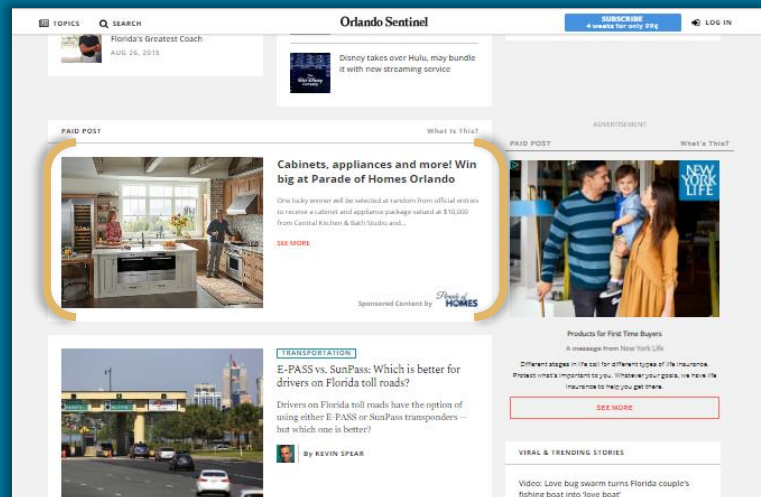 TOPICS
SEARCH
Orlando Sentinel
SUBSCRIBE
4 weeks for only 99¢
LOG IN
Florida's Greatest Coach
AUG 26, 2015
Disney takes over Hulu, may bundle
it with new streaming service
PAID POST
What Is This?
Cabinets, appliances and more! Win
big at Parade of Homes Orlando
One lucky winner will be selected at random from official entries
to receive a cabinet and appliance package valued at $10,000
from Central Kitchen & Bath Studio and...
SEE MORE
Sponsored Content by
Parade of
HOMES
TRANSPORTATION
E-PASS vs. SunPass: Which is better for
drivers on Florida toll roads?
Drivers on Florida toll roads have the option of
using either E-PASS or SunPass transponders --
but which one is better?
By KEVIN SPEAR
ADVERTISEMENT
PAID POST
What's This?
NEW
YORK
LIFE
Products for First Time Buyers
A message from New York Life
Different stages in life call for different types of life insurance.
Protect what's important to you. Whatever your goals, we have life
insurance to help you get there.
SEE MORE
VIRAL & TRENDING STORIES
Video: Love bug swarm turns Florida couple's
fishing boat into 'love boat'